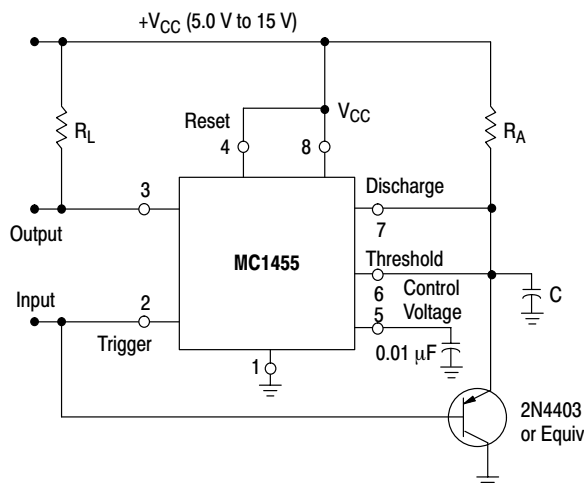 +VCC (5.0 V to 15 V)
RL
Reset
4
8
VCC
RA
3
Discharge
7
Output
MC1455
Threshold
6
Control
Voltage
5
C
Input
2
Trigger
0.01 μF
1
2N4403
or Equiv